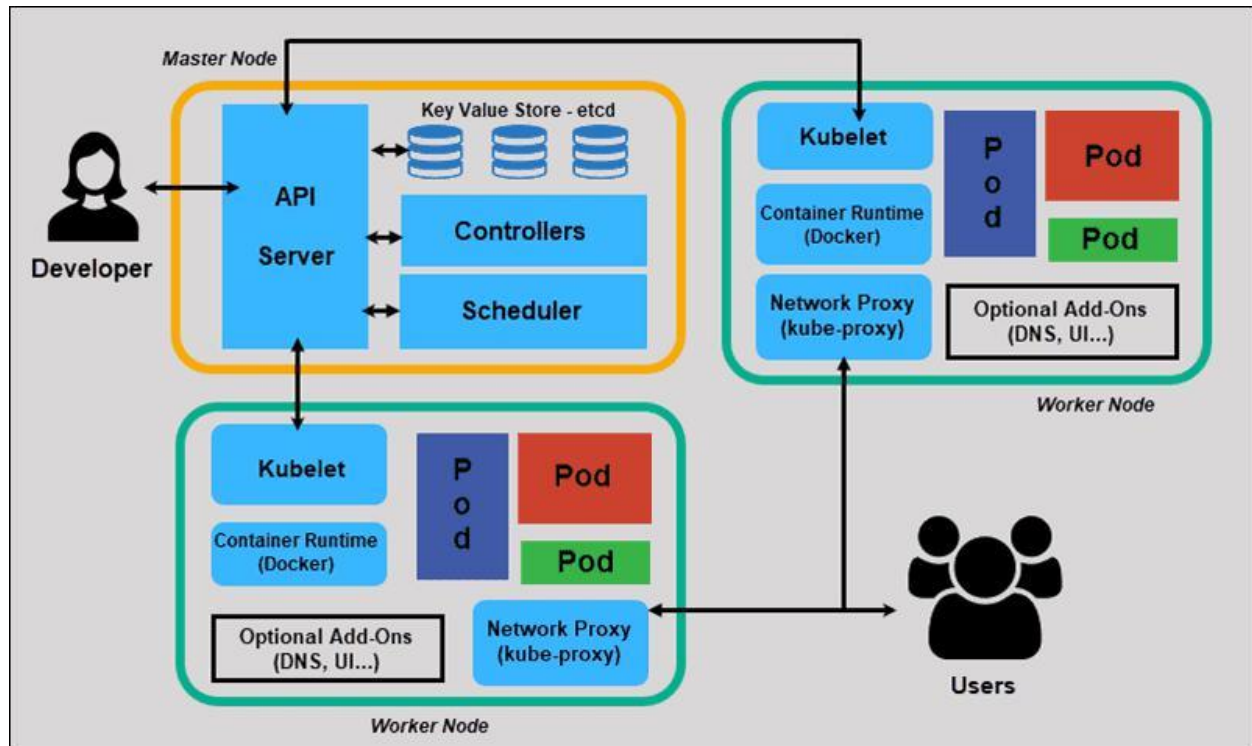 Master Node
Key Value Store - etcd
API
Server
Controllers
Scheduler
Developer
Kubelet
Container Runtime
(Docker)
Network Proxy
(kube-proxy)
P
o
d
Pod
Pod
Optional Add-Ons
(DNS, UI...)
Worker Node
Kubelet
Container Runtime
(Docker)
P
o
d
Pod
Pod
Optional Add-Ons
(DNS, UI...)
Network Proxy
(kube-proxy)
Worker Node
Users